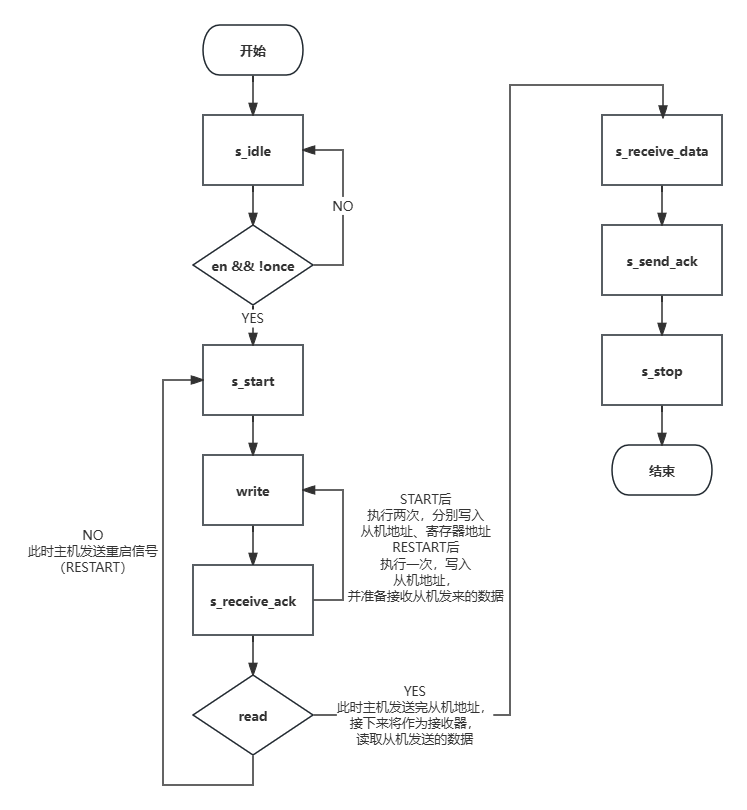 开始
s_idle
NO
en && !once
YES
s_start
write
START后
执行两次，分别写入
从机地址、寄存器地址
RESTART后
执行一次，写入
从机地址，
并准备接收从机发来的数据
NO
此时主机发送重启信号
（RESTART）
s_receive_ack
read
YES
此时主机发送完从机地址，
接下来将作为接收器，
读取从机发送的数据
s_receive_data
s_send_ack
s_stop
结束